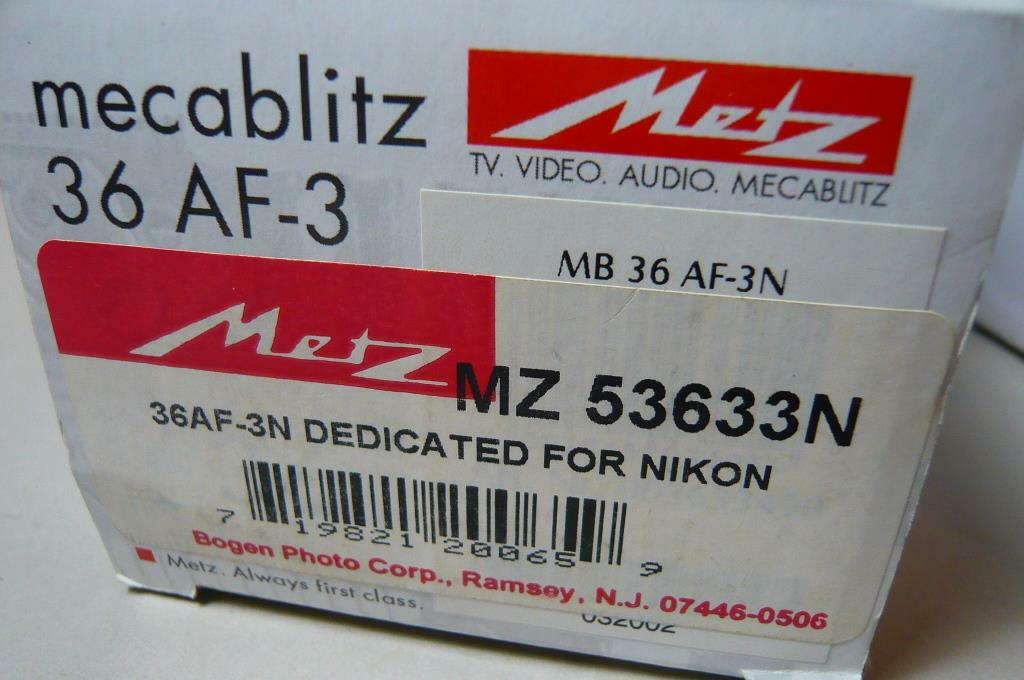 mecablitz
36 AF-3
Metz
TV. VIDEO. AUDIO. MECABLITZ
MB 36 AF-3N
Metz
MZ 53633N
36AF-3N DEDICATED FOR NIKON
7 19821 20065 9
Bogen Photo Corp., Ramsey, N.J. 07446-0506
Metz. Always first class.